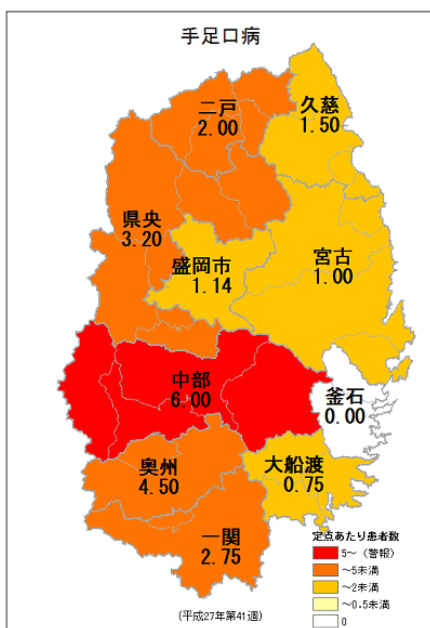 手足口病
二戸
2.00
久慈
1.50
県央
3.20
盛岡市
1.14
宮古
1.00
中部
6.00
釜石
0.00
奥州
4.50
大船渡
0.75
一関
2.75
定点あたり患者数
5～（警報）
～5未満
～2未満
～0.5未満
0
(平成27年第41週)